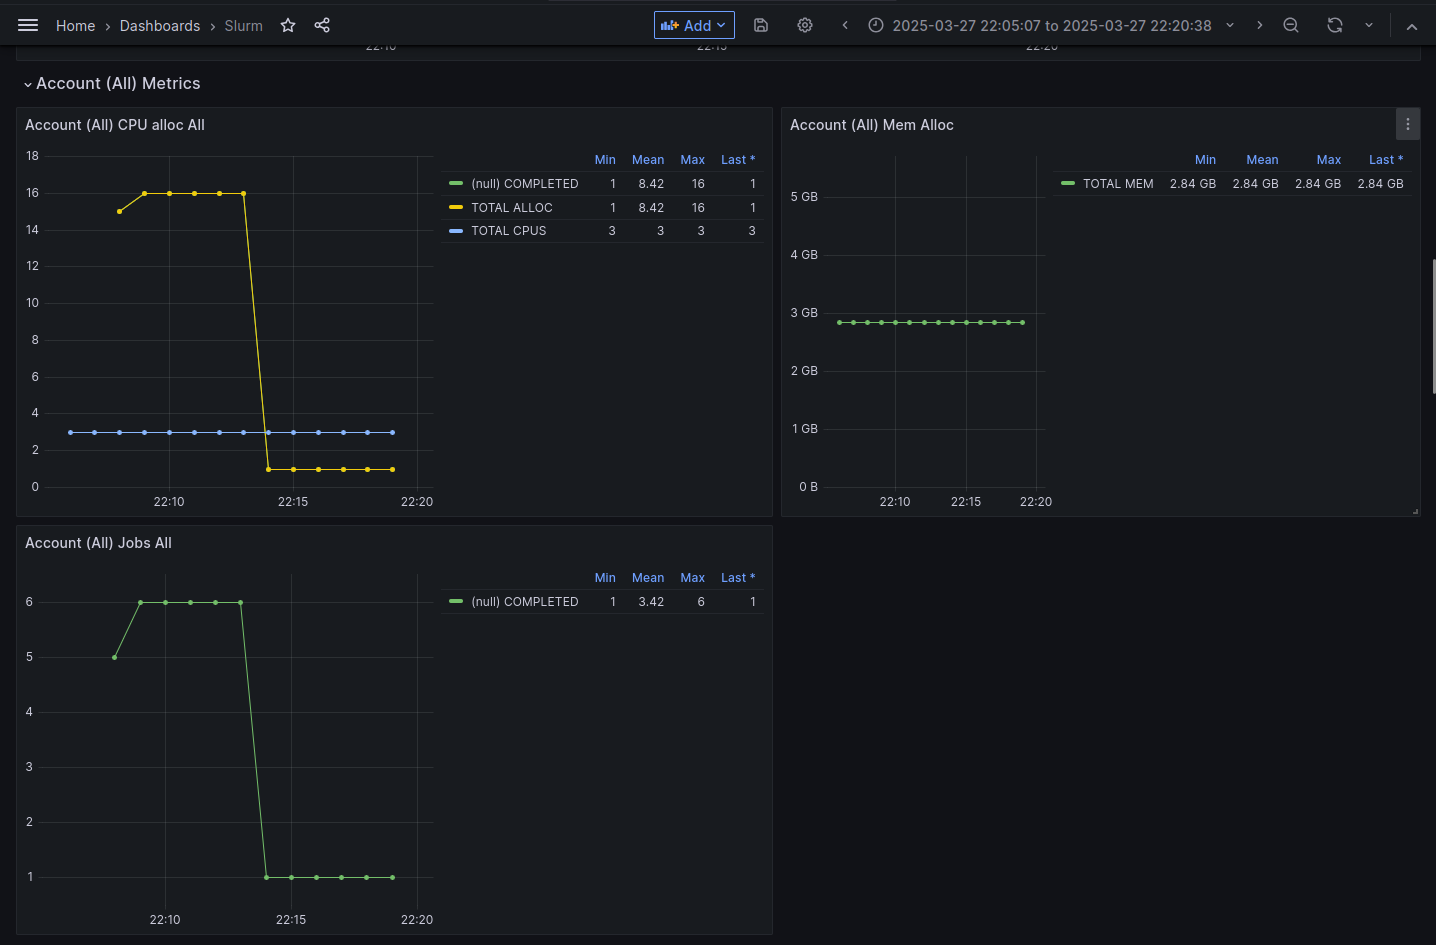 Home › Dashboards › Slurm Add 2025-03-27 22:05:07 to 2025-03-27 22:20:38
22:10 22:15 22:20
Account (All) Metrics
Account (All) CPU alloc All
18
16
14
12
10
8
6
4
2
0
22:10 22:15 22:20
Min Mean Max Last *
(null) COMPLETED 1 8.42 16 1
TOTAL ALLOC 1 8.42 16 1
TOTAL CPUS 3 3 3 3
Account (All) Mem Alloc
5 GB
4 GB
3 GB
2 GB
1 GB
0 B
22:10 22:15 22:20
Min Mean Max Last *
TOTAL MEM 2.84 GB 2.84 GB 2.84 GB 2.84 GB
Account (All) Jobs All
6
5
4
3
2
1
22:10 22:15 22:20
Min Mean Max Last *
(null) COMPLETED 1 3.42 6 1